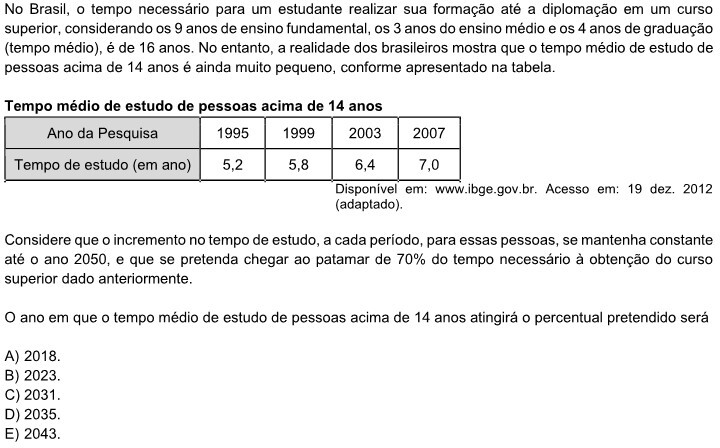 No Brasil, o tempo necessário para um estudante realizar sua formação até a diplomação em um curso
superior, considerando os 9 anos de ensino fundamental, os 3 anos do ensino médio e os 4 anos de graduação
(tempo médio), é de 16 anos. No entanto, a realidade dos brasileiros mostra que o tempo médio de estudo de
pessoas acima de 14 anos é ainda muito pequeno, conforme apresentado na tabela.
Tempo médio de estudo de pessoas acima de 14 anos
Ano da Pesquisa 1995 1999 2003 2007
Tempo de estudo (em ano) 5,2 5,8 6,4 7,0
Disponível em: www.ibge.gov.br. Acesso em: 19 dez. 2012
(adaptado).
Considere que o incremento no tempo de estudo, a cada período, para essas pessoas, se mantenha constante
até o ano 2050, e que se pretenda chegar ao patamar de 70% do tempo necessário à obtenção do curso
superior dado anteriormente.
O ano em que o tempo médio de estudo de pessoas acima de 14 anos atingirá o percentual pretendido será
A) 2018.
B) 2023.
C) 2031.
D) 2035.
E) 2043.